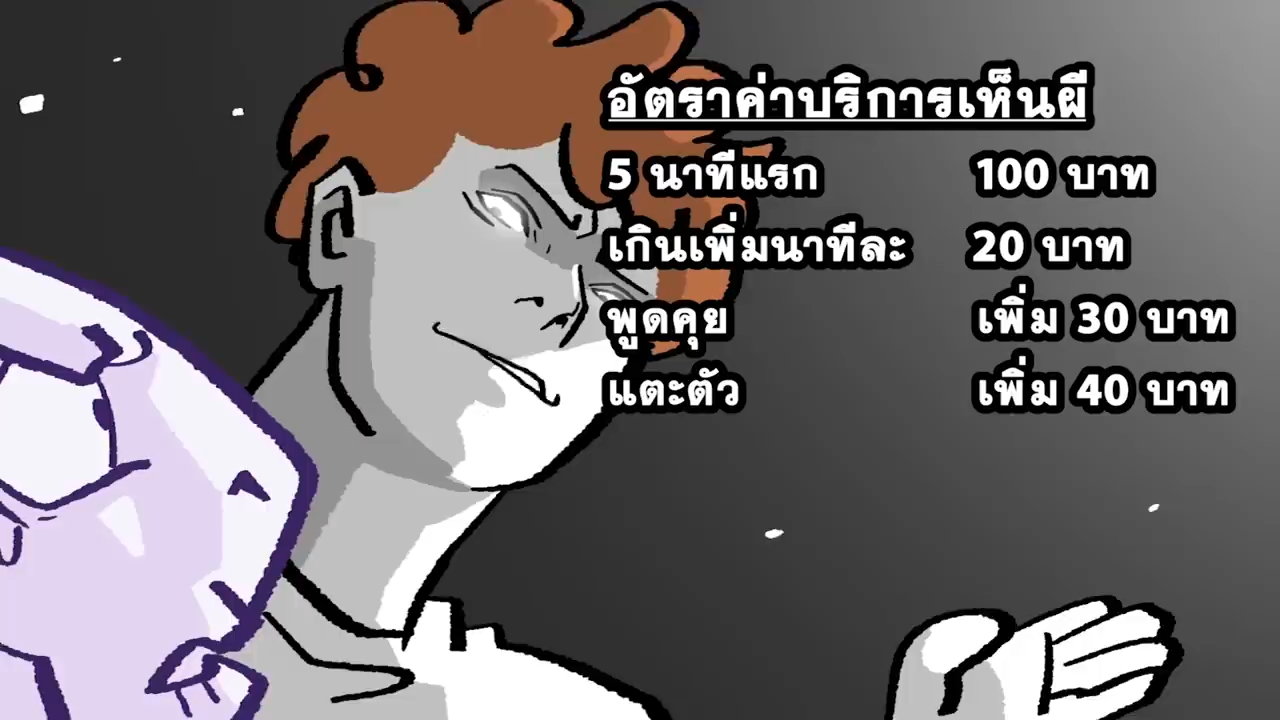 อัตราค่าบริการเห็นผี
5 นาทีแรก 100 บาท
เกินเพิ่มนาทีละ 20 บาท
พูดคุย เพิ่ม 30 บาท
แตะตัว เพิ่ม 40 บาท